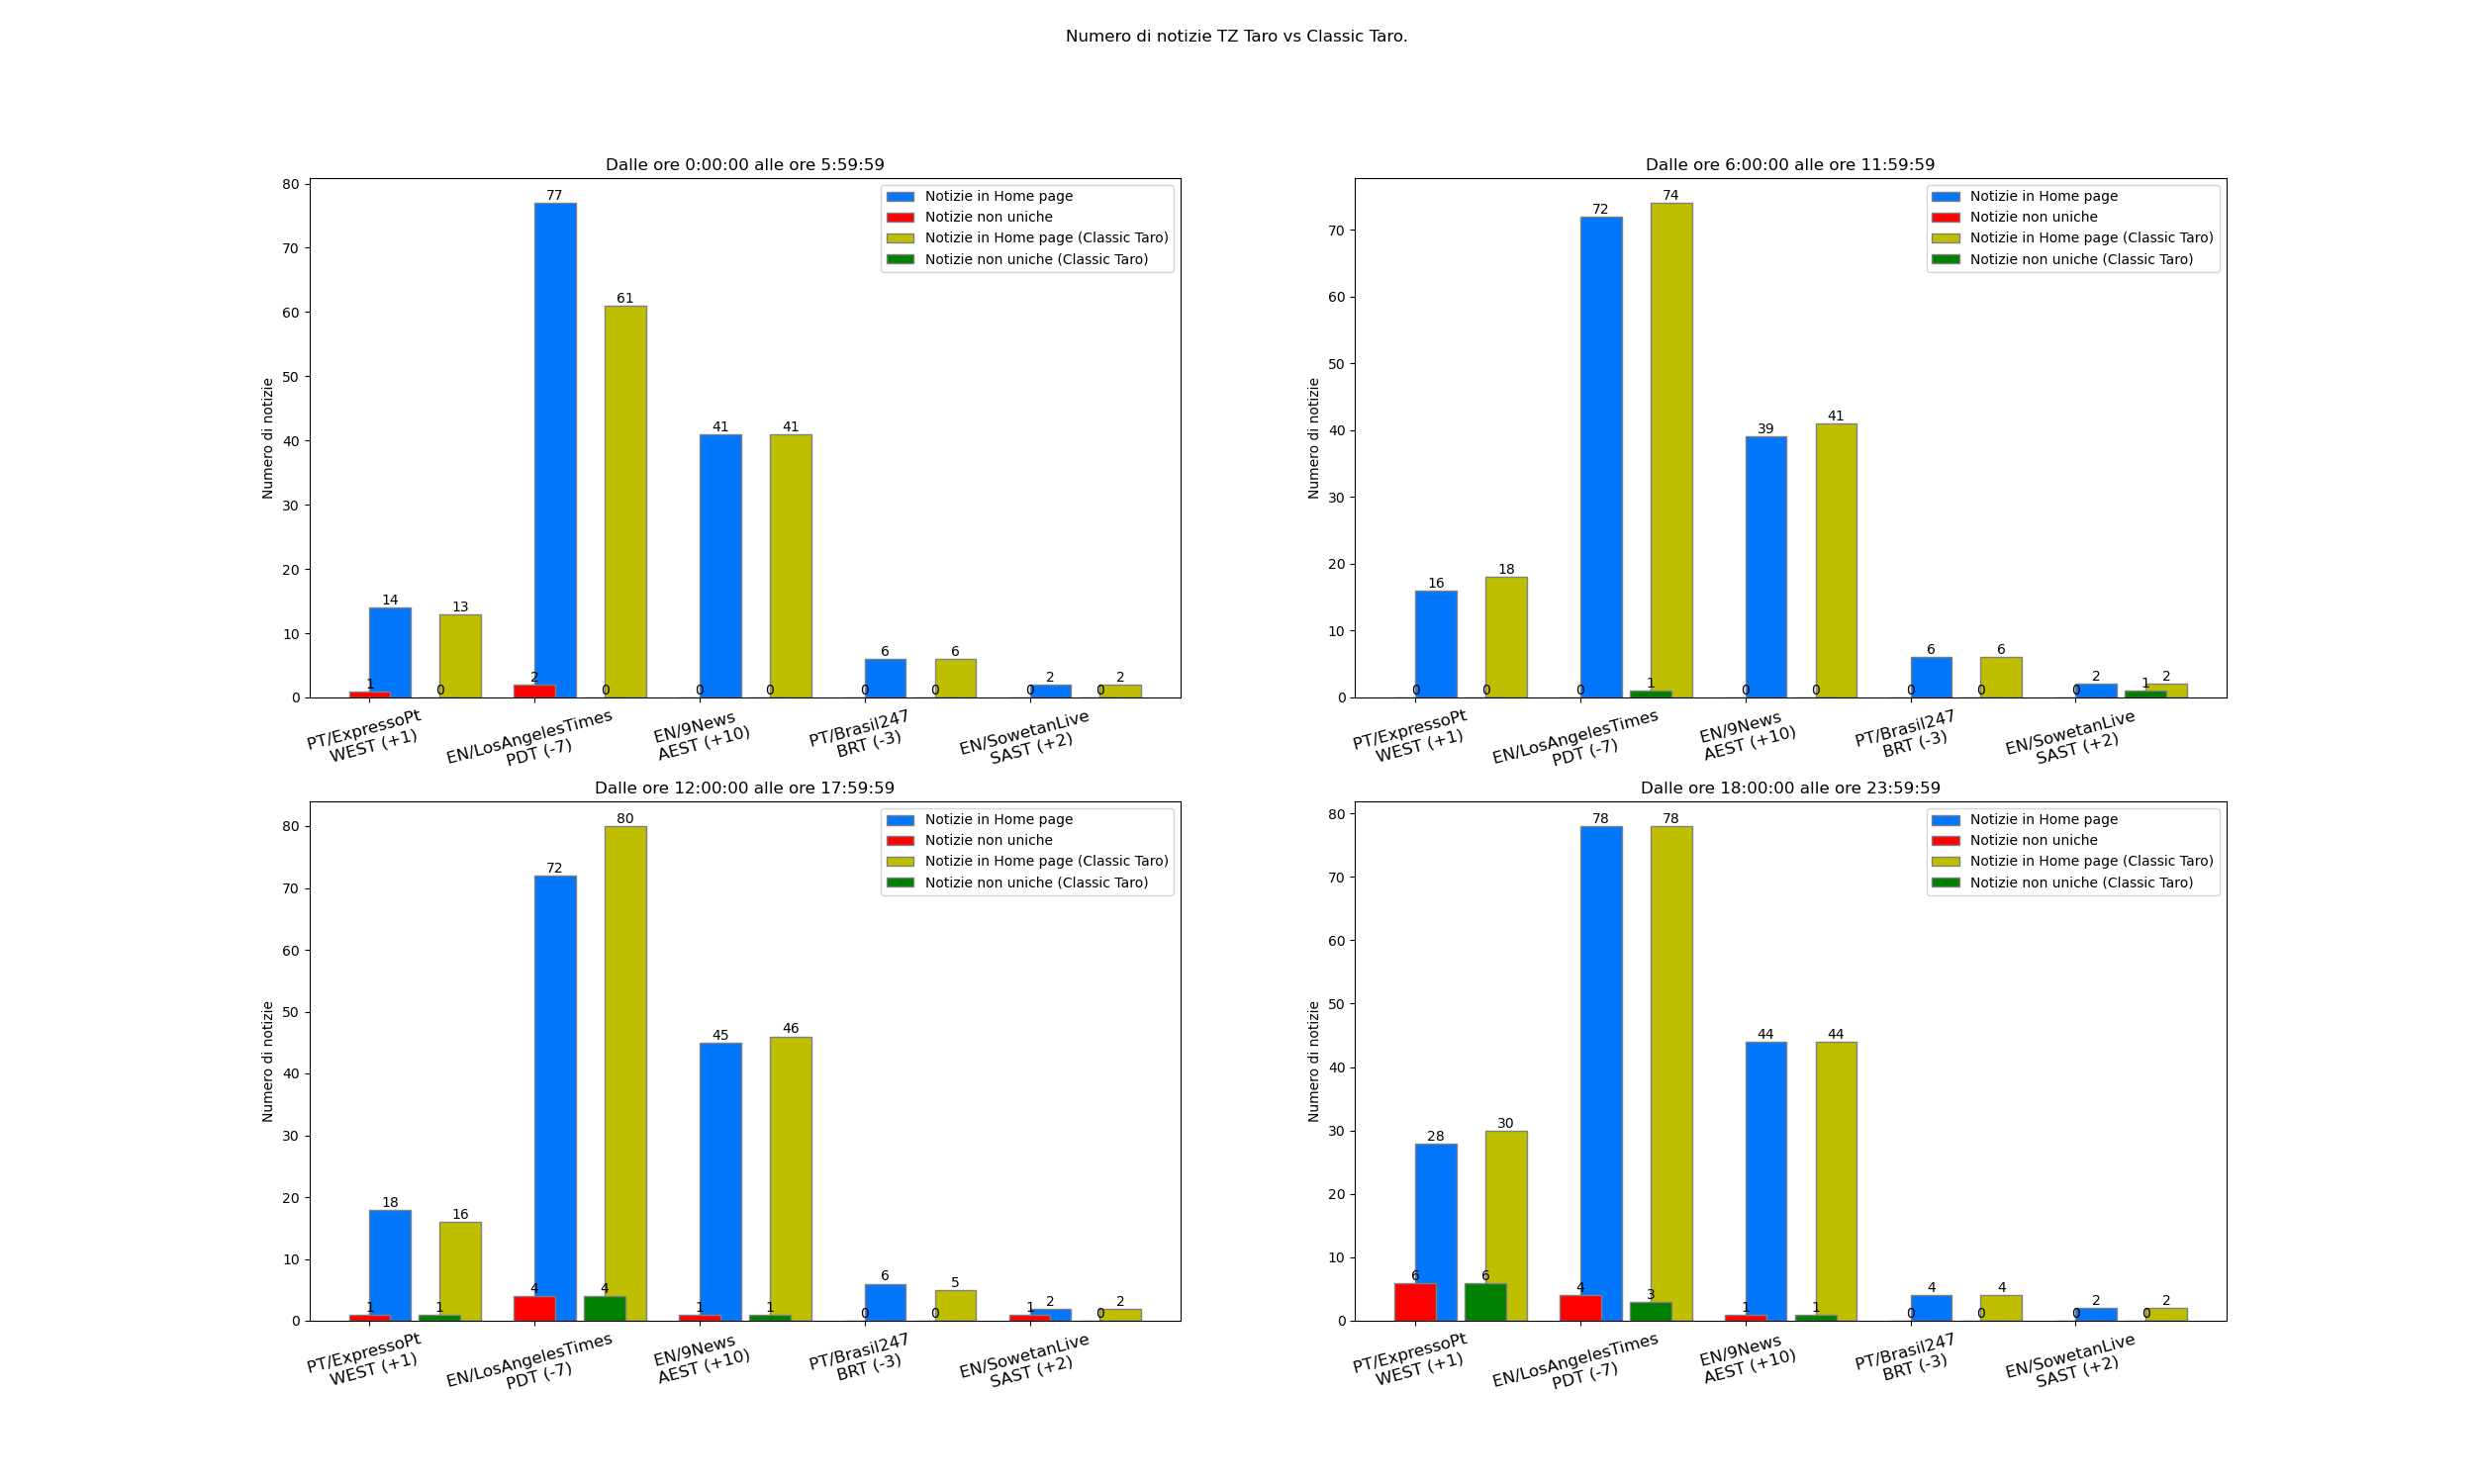 Numero di notizie TZ Taro vs Classic Taro.
Dalle ore 0:00:00 alle ore 5:59:59
Numero di notizie
80
70
60
50
40
30
20
10
0
Notizie in Home page
Notizie non uniche
Notizie in Home page (Classic Taro)
Notizie non uniche (Classic Taro)
1
14
0
13
2
77
0
61
0
41
0
41
0
6
0
6
0
2
0
2
PT/ExpressoPt
WEST (+1)
EN/LosAngelesTimes
PDT (-7)
EN/9News
AEST (+10)
PT/Brasil247
BRT (-3)
EN/SowetanLive
SAST (+2)
Dalle ore 6:00:00 alle ore 11:59:59
Numero di notizie
70
60
50
40
30
20
10
0
Notizie in Home page
Notizie non uniche
Notizie in Home page (Classic Taro)
Notizie non uniche (Classic Taro)
0
16
0
18
0
72
1
74
0
39
0
41
0
6
0
6
0
2
1
2
PT/ExpressoPt
WEST (+1)
EN/LosAngelesTimes
PDT (-7)
EN/9News
AEST (+10)
PT/Brasil247
BRT (-3)
EN/SowetanLive
SAST (+2)
Dalle ore 12:00:00 alle ore 17:59:59
Numero di notizie
80
70
60
50
40
30
20
10
0
Notizie in Home page
Notizie non uniche
Notizie in Home page (Classic Taro)
Notizie non uniche (Classic Taro)
1
18
1
16
4
72
4
80
1
45
1
46
0
6
0
5
1
2
0
2
PT/ExpressoPt
WEST (+1)
EN/LosAngelesTimes
PDT (-7)
EN/9News
AEST (+10)
PT/Brasil247
BRT (-3)
EN/SowetanLive
SAST (+2)
Dalle ore 18:00:00 alle ore 23:59:59
Numero di notizie
80
70
60
50
40
30
20
10
0
Notizie in Home page
Notizie non uniche
Notizie in Home page (Classic Taro)
Notizie non uniche (Classic Taro)
6
28
6
30
4
78
3
78
1
44
1
44
0
4
0
4
0
2
0
2
PT/ExpressoPt
WEST (+1)
EN/LosAngelesTimes
PDT (-7)
EN/9News
AEST (+10)
PT/Brasil247
BRT (-3)
EN/SowetanLive
SAST (+2)